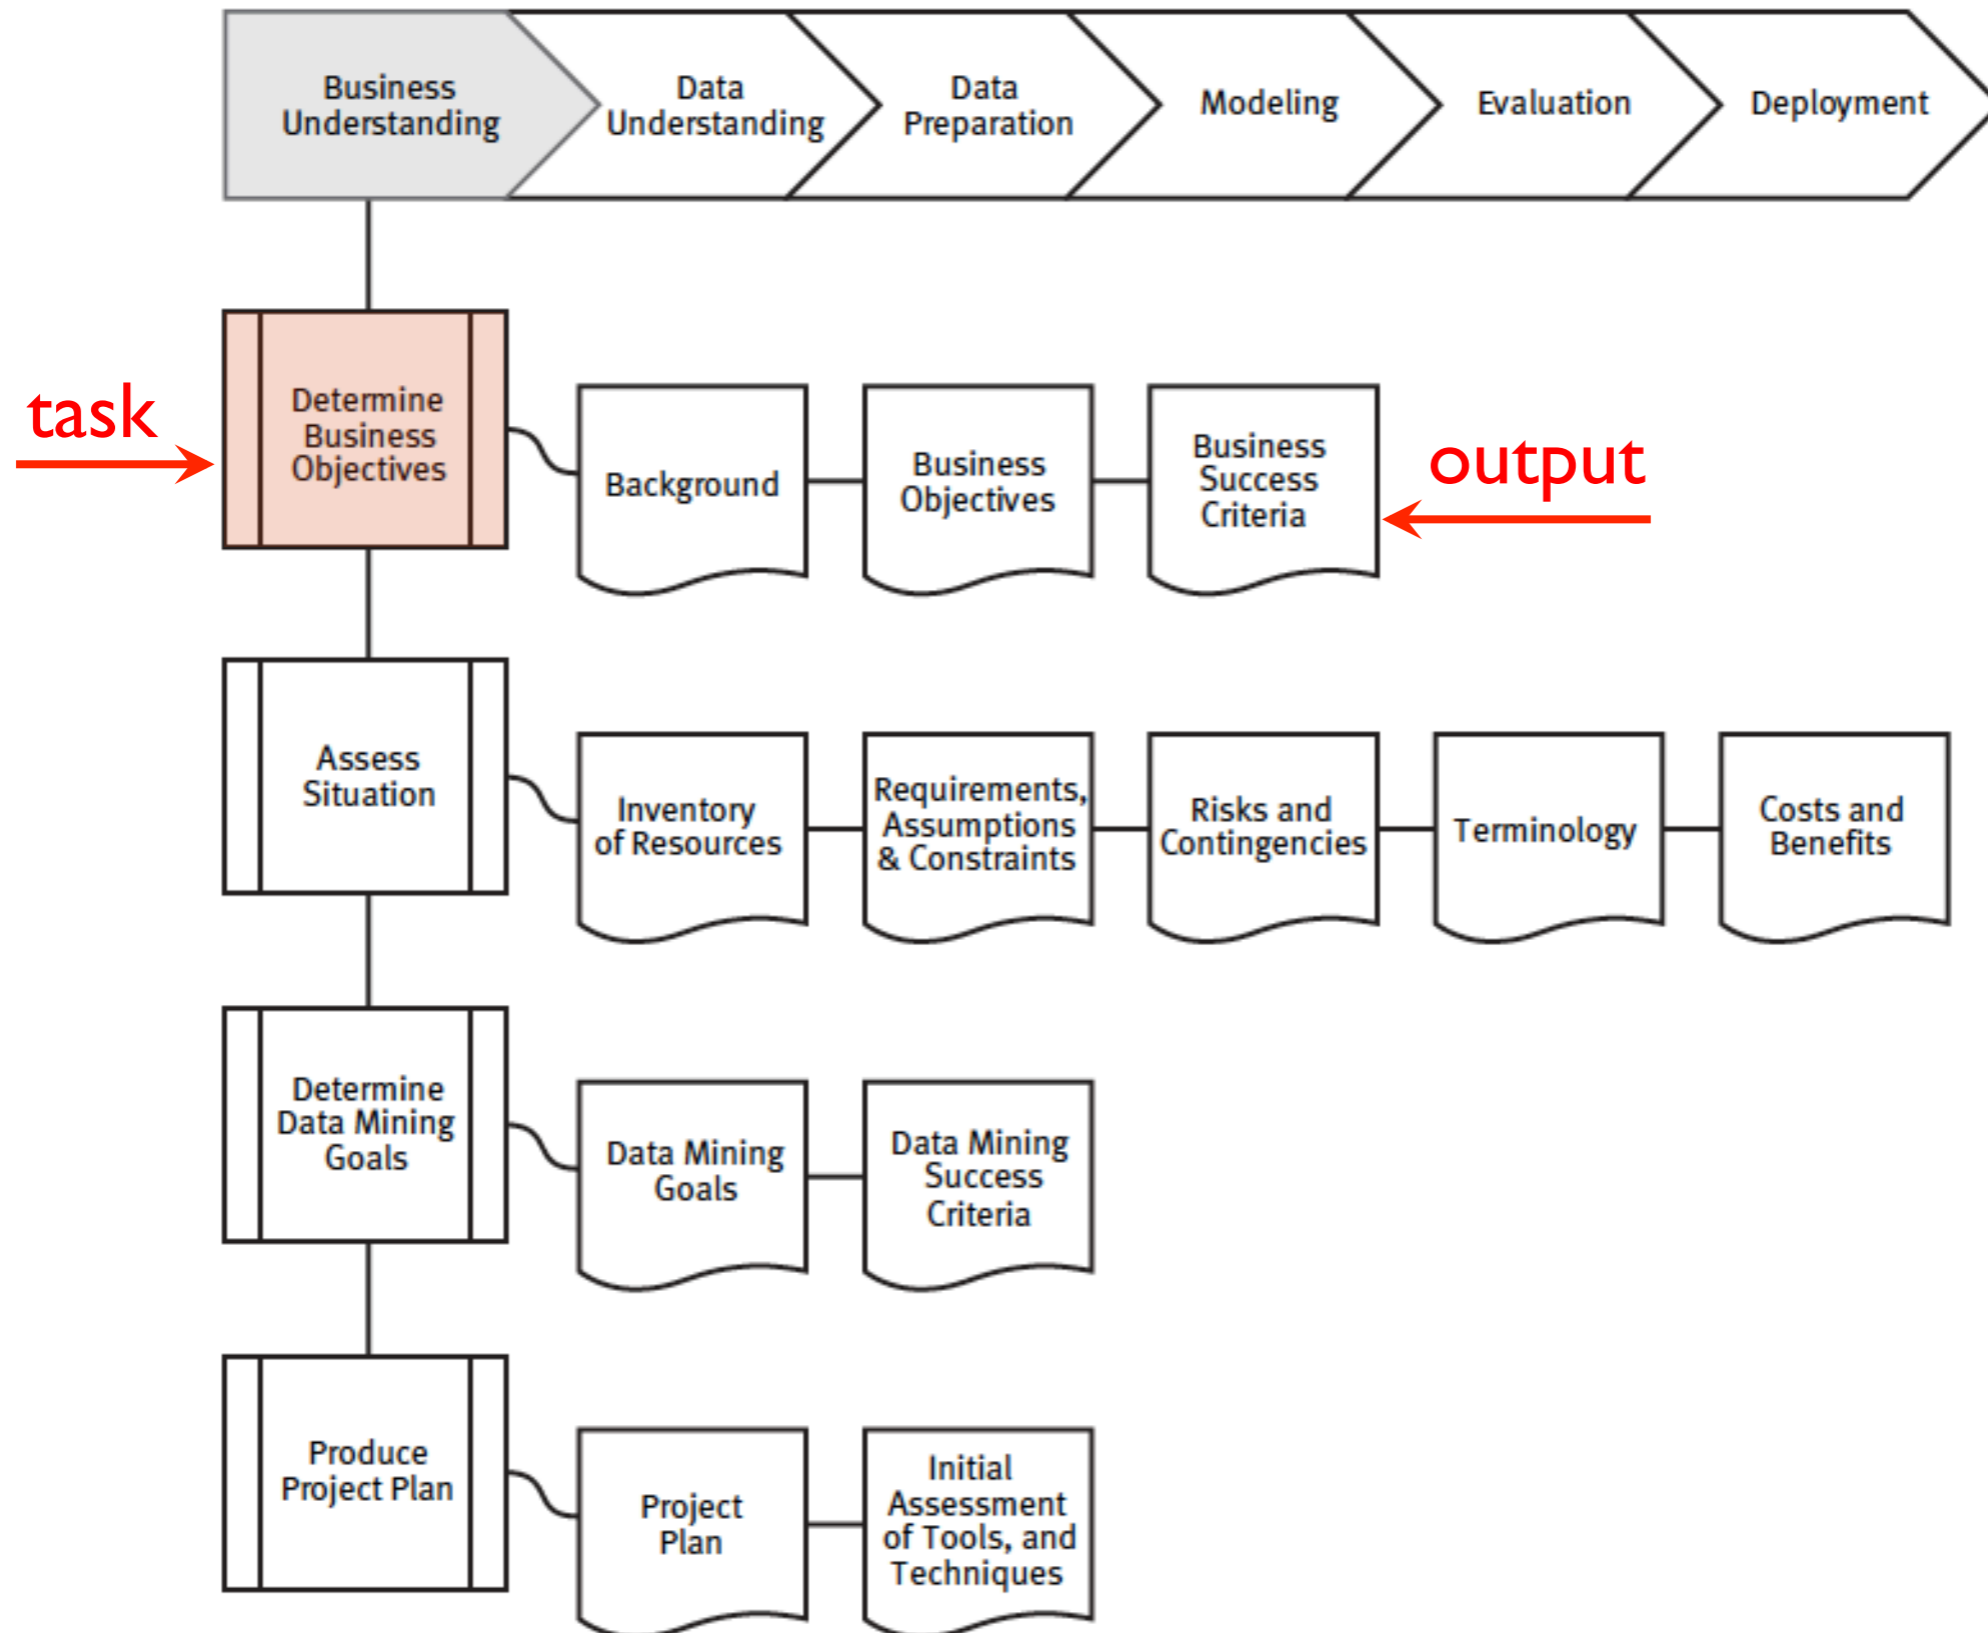 Business
Understanding
Data
Understanding
Data
Preparation
Modeling
Evaluation
Deployment
task
Determine
Business
Objectives
Background
Business
Objectives
Business
Success
Criteria
output
Assess
Situation
Inventory
of Resources
Requirements,
Assumptions
& Constraints
Risks and
Contingencies
Terminology
Costs and
Benefits
Determine
Data Mining
Goals
Data Mining
Goals
Data Mining
Success
Criteria
Produce
Project Plan
Project
Plan
Initial
Assessment
of Tools, and
Techniques